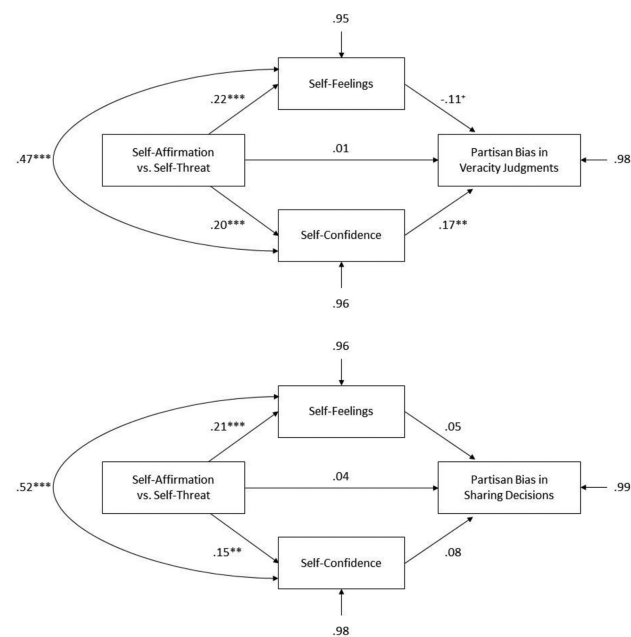 .95
Self-Feelings
.22***
-.11⁺
.47***
Self-Affirmation
vs. Self-Threat
.01
Partisan Bias in
Veracity Judgments
.98
.20***
Self-Confidence
.17**
.96
.96
Self-Feelings
.21***
.05
.52***
Self-Affirmation
vs. Self-Threat
.04
Partisan Bias in
Sharing Decisions
.99
.15**
Self-Confidence
.08
.98